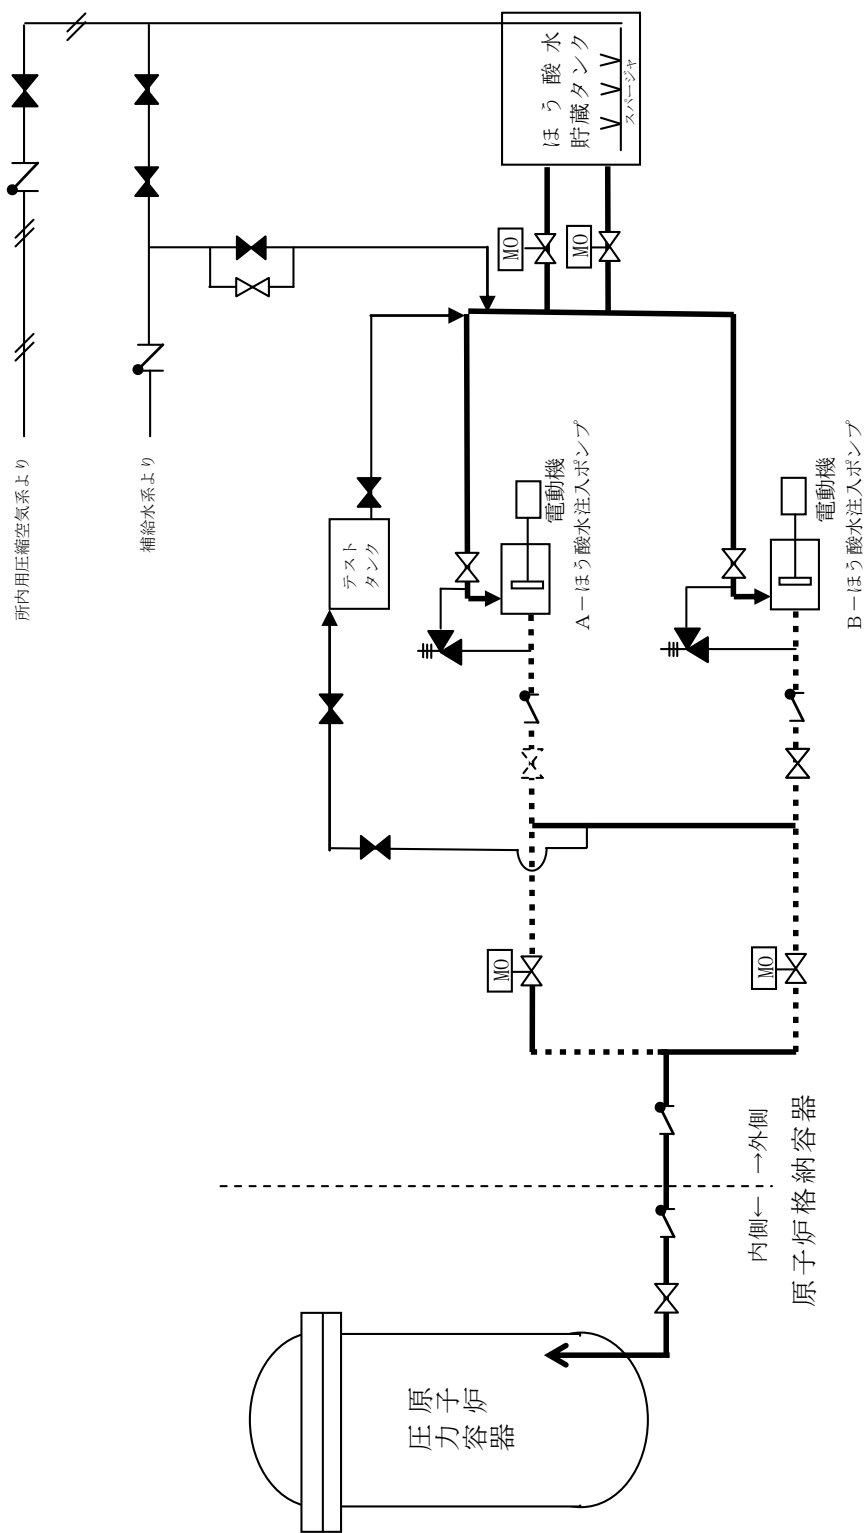 所内用圧縮空気系より
補給水系より
ほう酸水
貯蔵タンク
スパージャ
MO
MO
テスト
タンク
電動機
A－ほう酸水注入ポンプ
電動機
B－ほう酸水注入ポンプ
MO
MO
内側← →外側
原子炉格納容器
原子炉
圧力容器